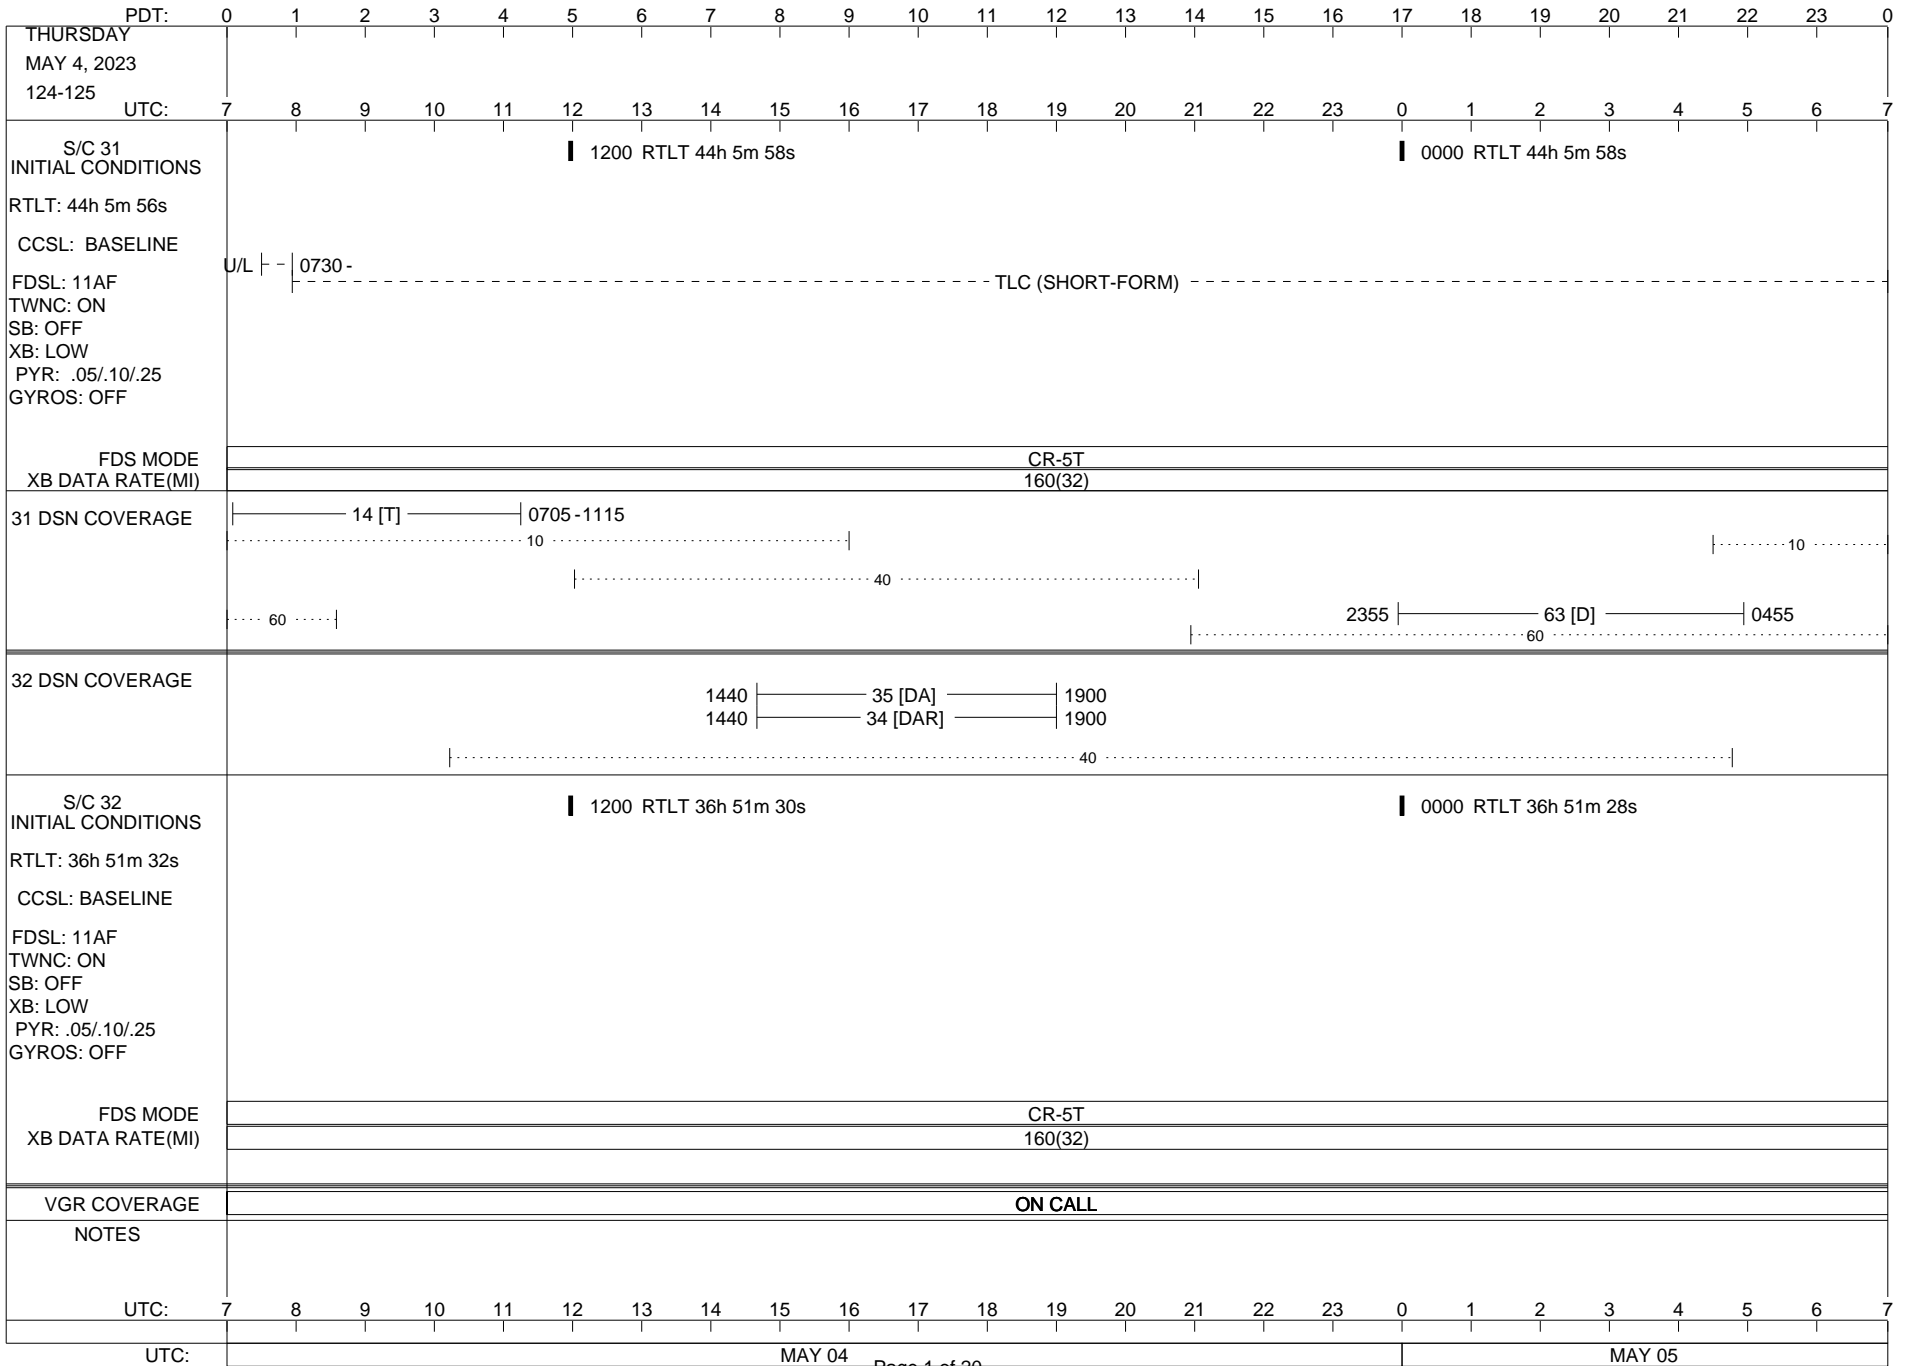 PDT: 0 1 2 3 4 5 6 7 8 9 10 11 12 13 14 15 16 17 18 19 20 21 22 23 0
THURSDAY
MAY 4, 2023
124-125
UTC: 7 8 9 10 11 12 13 14 15 16 17 18 19 20 21 22 23 0 1 2 3 4 5 6 7
S/C 31
INITIAL CONDITIONS
1200 RTLT 44h 5m 58s
0000 RTLT 44h 5m 58s
RTLT: 44h 5m 56s
CCSL: BASELINE
U/L 0730 -
FDSL: 11AF
TLC (SHORT-FORM)
TWNC: ON
SB: OFF
XB: LOW
PYR: .05/.10/.25
GYROS: OFF
FDS MODE CR-5T
XB DATA RATE(MI) 160(32)
31 DSN COVERAGE
14 [T] 0705 -1115
10
10
40
2355 63 [D] 0455
60
60
32 DSN COVERAGE
1440 35 [DA] 1900
1440 34 [DAR] 1900
40
S/C 32
INITIAL CONDITIONS
1200 RTLT 36h 51m 30s
0000 RTLT 36h 51m 28s
RTLT: 36h 51m 32s
CCSL: BASELINE
FDSL: 11AF
TWNC: ON
SB: OFF
XB: LOW
PYR: .05/.10/.25
GYROS: OFF
FDS MODE CR-5T
XB DATA RATE(MI) 160(32)
VGR COVERAGE ON CALL
NOTES
UTC: 7 8 9 10 11 12 13 14 15 16 17 18 19 20 21 22 23 0 1 2 3 4 5 6 7
UTC: MAY 04 MAY 05
Page 1 of 20